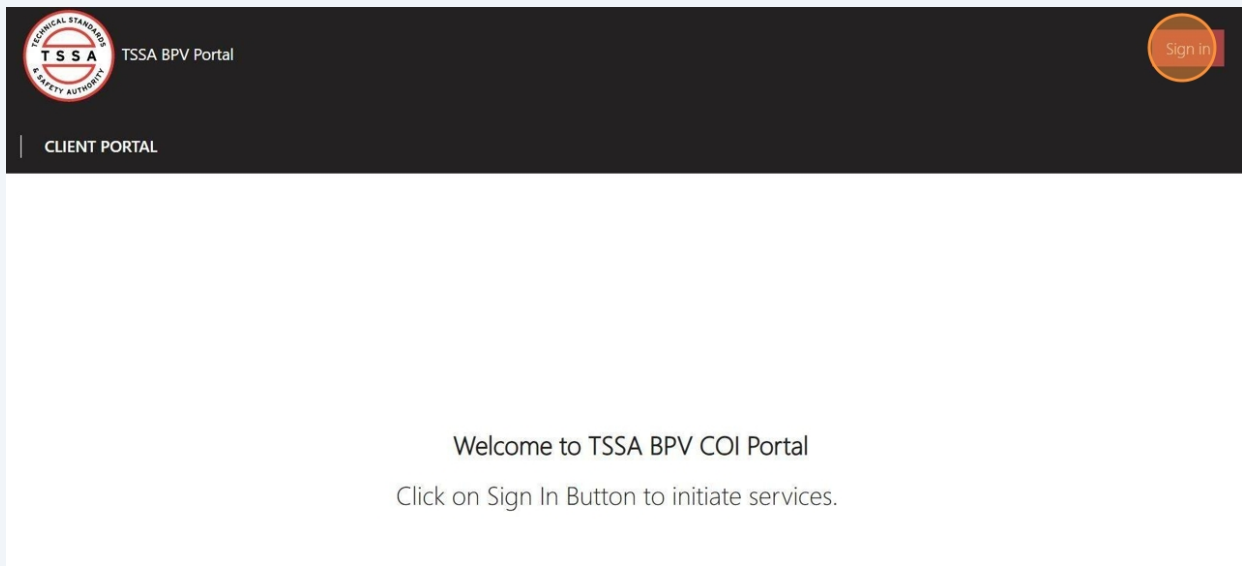 TECHNICAL STANDARDS
TSSA
& SAFETY AUTHORITY
TSSA BPV Portal
Sign in
CLIENT PORTAL
Welcome to TSSA BPV COI Portal
Click on Sign In Button to initiate services.